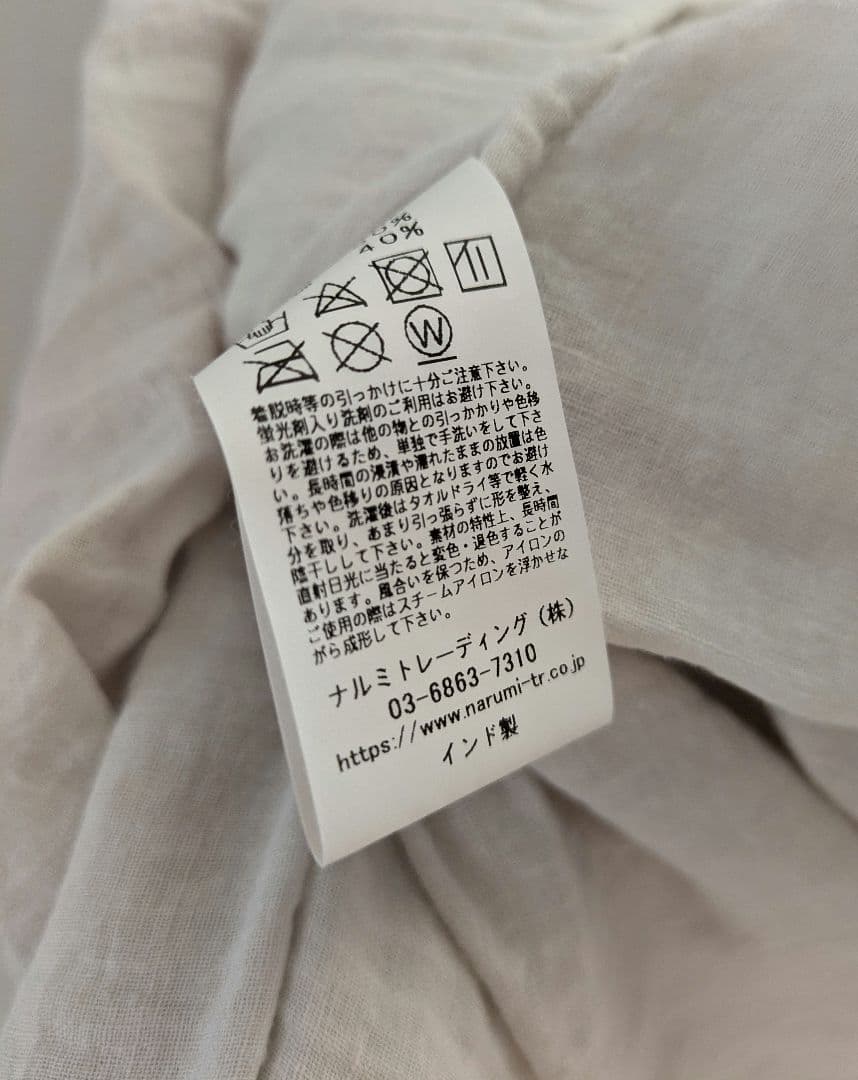 40%
W
着脱時等の引っかけに十分ご注意下さい。
蛍光剤入り洗剤のご利用はお避け下さい。
お洗濯の際は他の物との引っかかりや色移
りを避けるため、単独で手洗いをして下さ
い。長時間の浸漬や濡れたままの放置は色
落ちや色移りの原因となりますのでお避け
下さい。洗濯後はタオルドライ等で軽く水
分を取り、あまり引っ張らずに形を整え、
陰干しして下さい。素材の特性上、長時間
直射日光に当たると変色・退色することが
あります。風合いを保つため、アイロンの
ご使用の際はスチームアイロンを浮かせな
がら成形して下さい。
ナルミトレーディング(株)
03-6863-7310
https://www.narumi-tr.co.jp
インド製